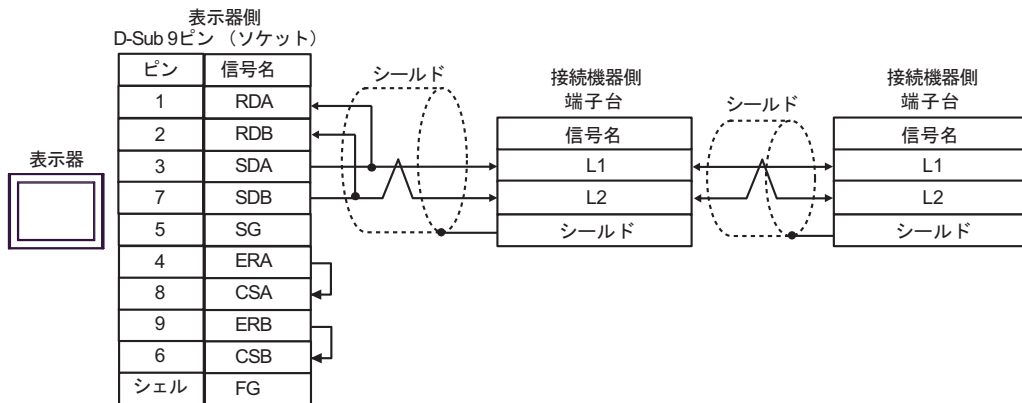 表示器
表示器側
D-Sub 9ピン （ソケット）
ピン 信号名
1 RDA
2 RDB
3 SDA
7 SDB
5 SG
4 ERA
8 CSA
9 ERB
6 CSB
シェル FG
シールド
接続機器側
端子台
信号名
L1
L2
シールド
シールド
接続機器側
端子台
信号名
L1
L2
シールド